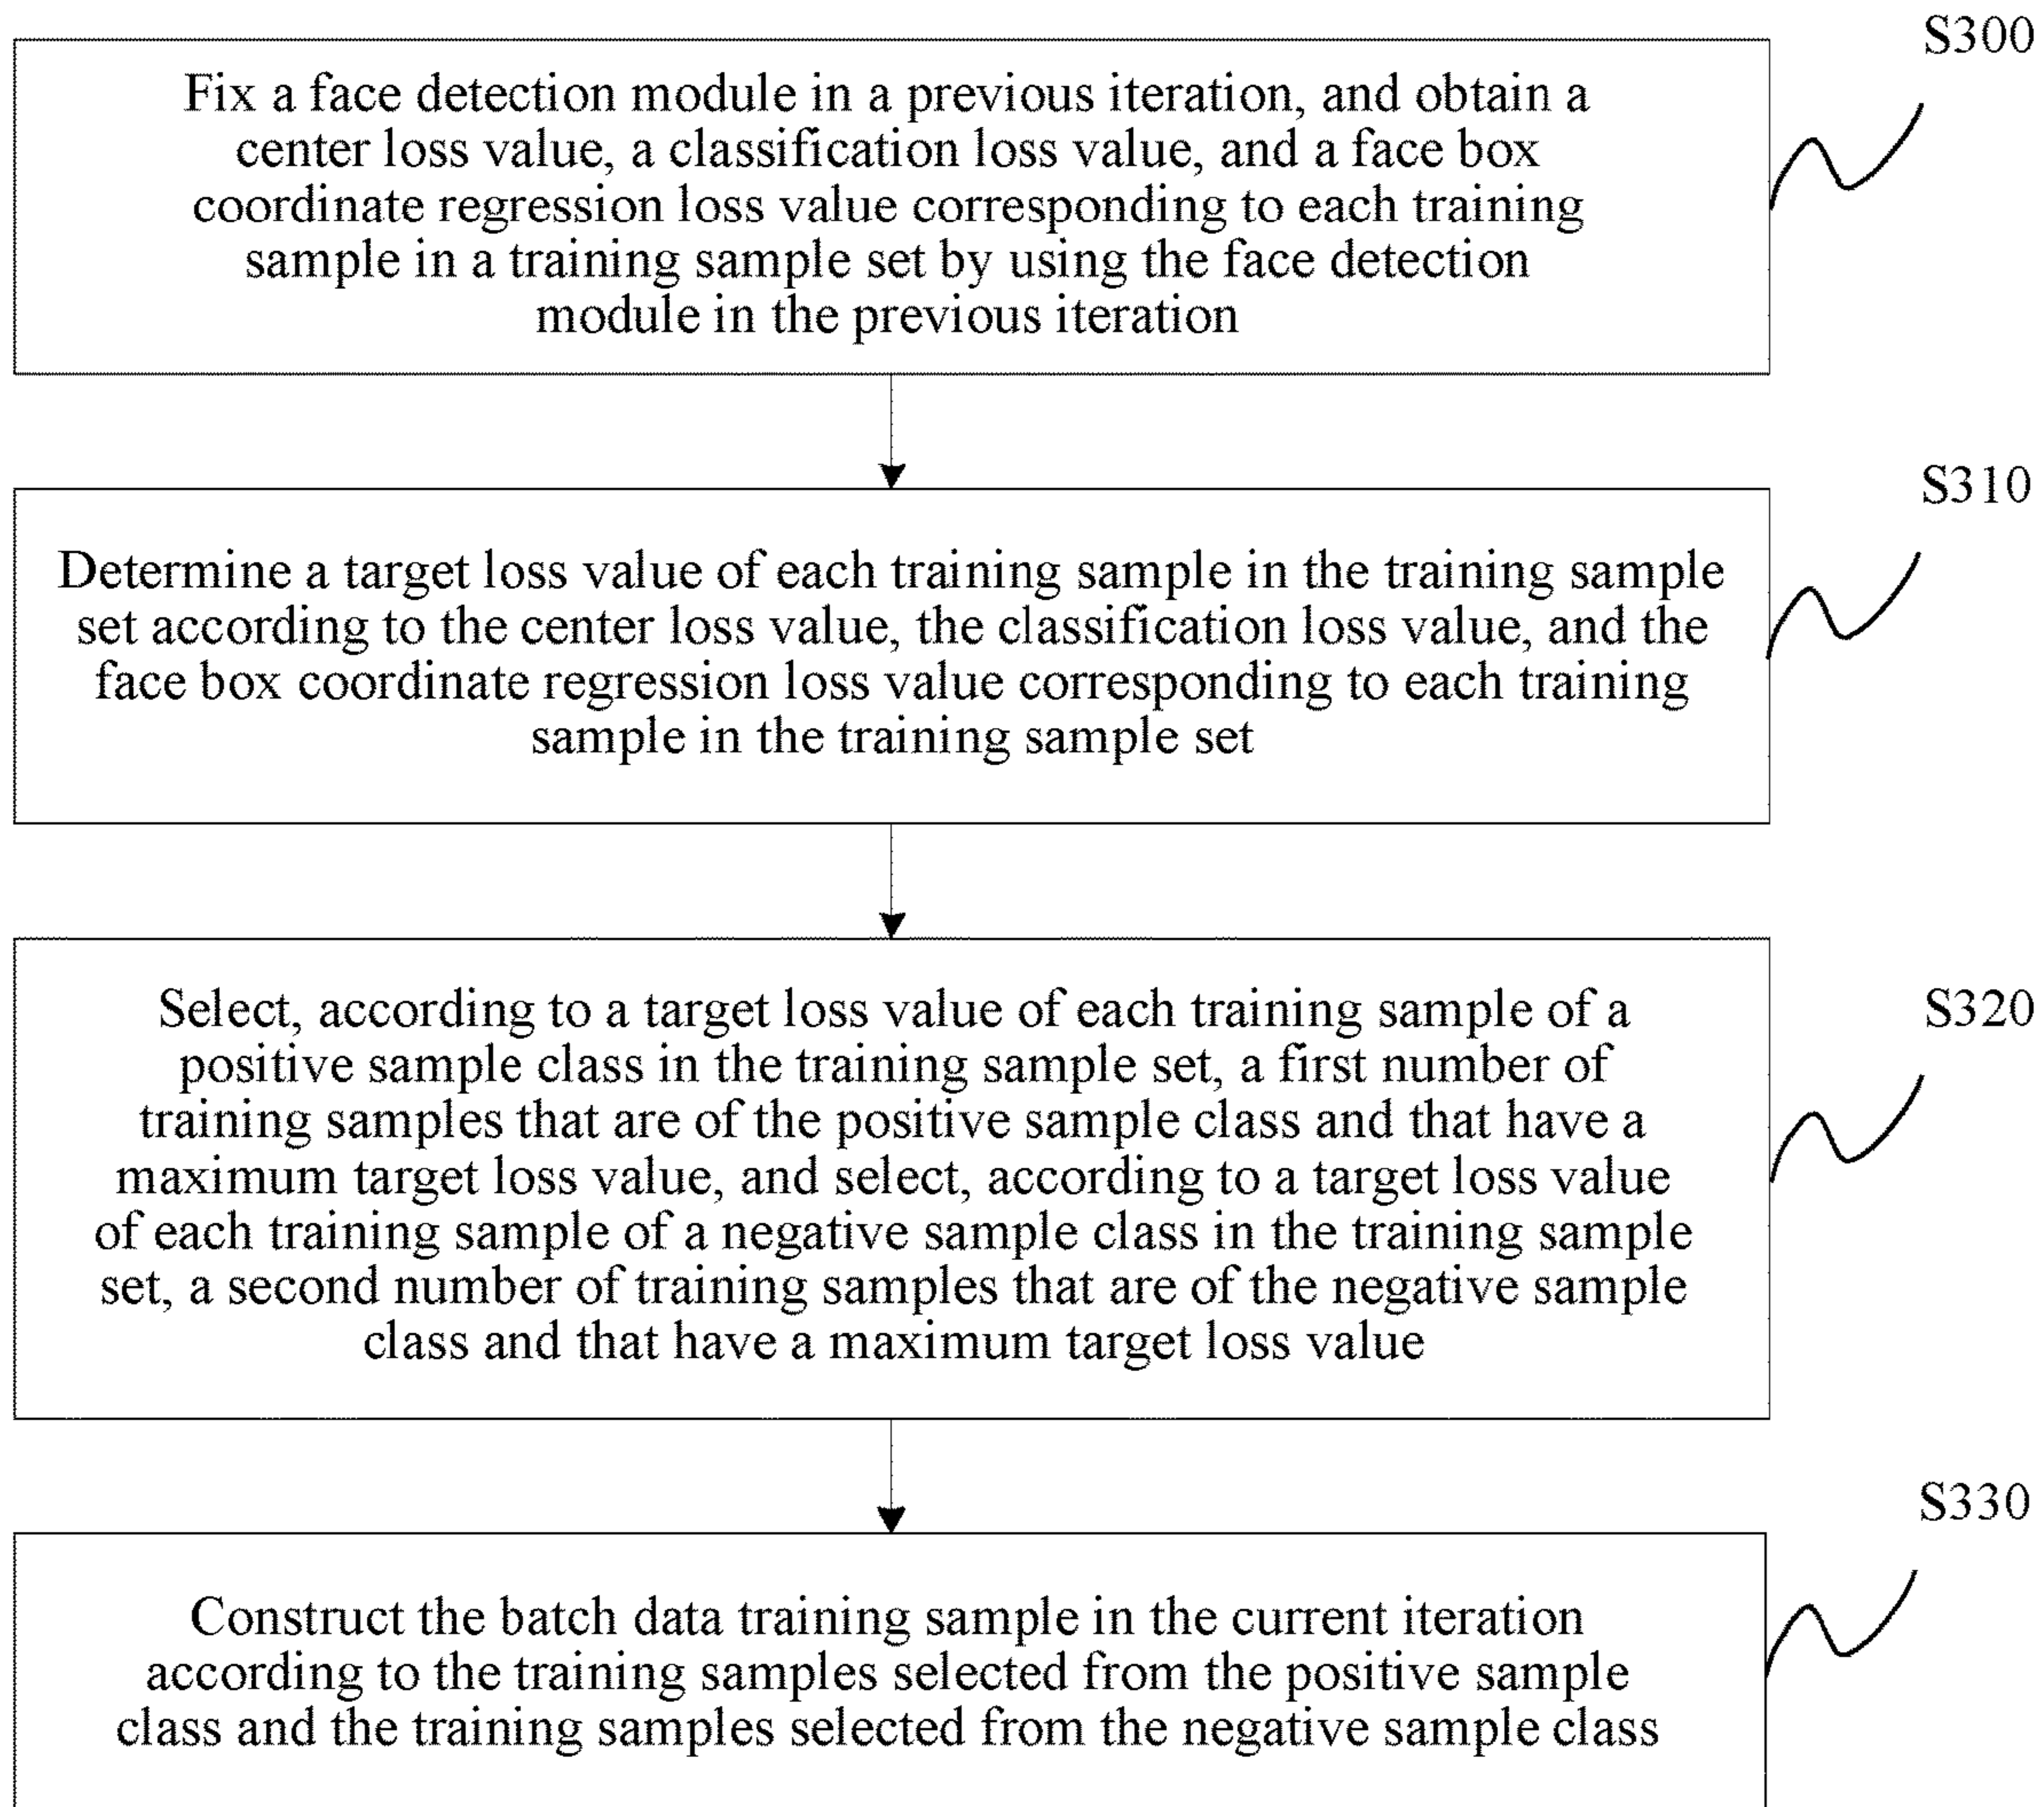 S300
Fix a face detection module in a previous iteration, and obtain a
center loss value, a classification loss value, and a face box
coordinate regression loss value corresponding to each training
sample in a training sample set by using the face detection
module in the previous iteration
S310
Determine a target loss value of each training sample in the training sample
set according to the center loss value, the classification loss value, and the
face box coordinate regression loss value corresponding to each training
sample in the training sample set
S320
Select, according to a target loss value of each training sample of a
positive sample class in the training sample set, a first number of
training samples that are of the positive sample class and that have a
maximum target loss value, and select, according to a target loss value
of each training sample of a negative sample class in the training sample
set, a second number of training samples that are of the negative sample
class and that have a maximum target loss value
S330
Construct the batch data training sample in the current iteration
according to the training samples selected from the positive sample
class and the training samples selected from the negative sample class